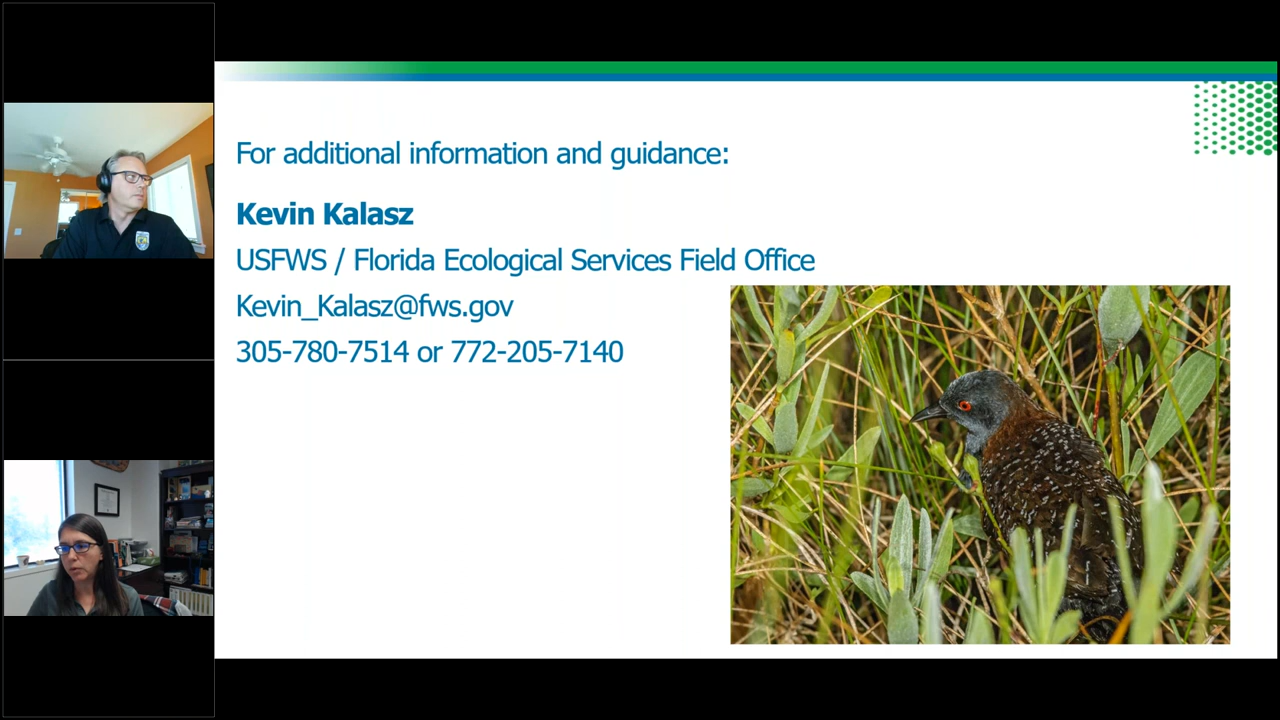 For additional information and guidance:
Kevin Kalasz
USFWS / Florida Ecological Services Field Office
Kevin_Kalasz@fws.gov
305-780-7514 or 772-205-7140